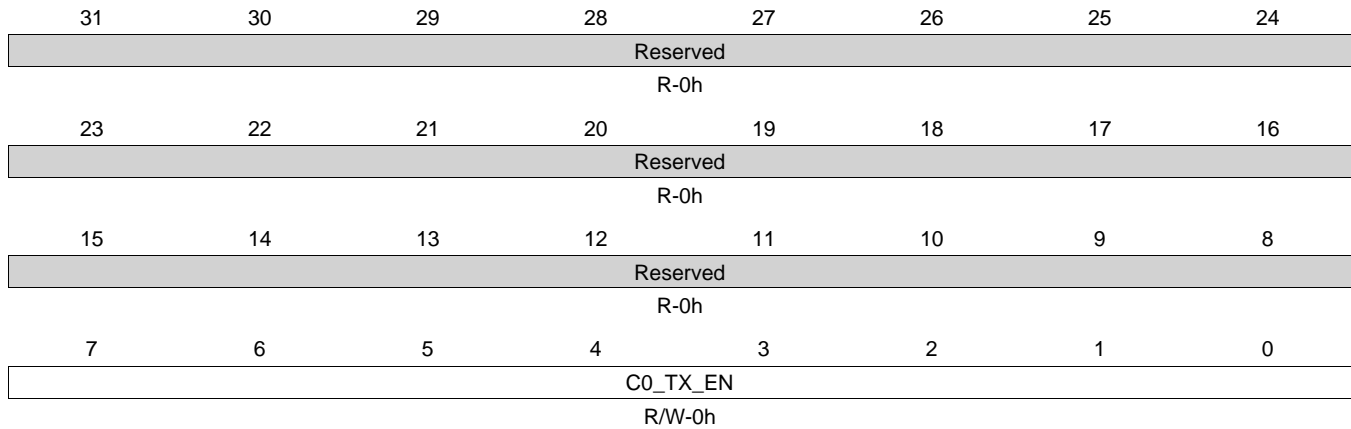 31 30 29 28 27 26 25 24
Reserved
R-0h
23 22 21 20 19 18 17 16
Reserved
R-0h
15 14 13 12 11 10 9 8
Reserved
R-0h
7 6 5 4 3 2 1 0
C0_TX_EN
R/W-0h